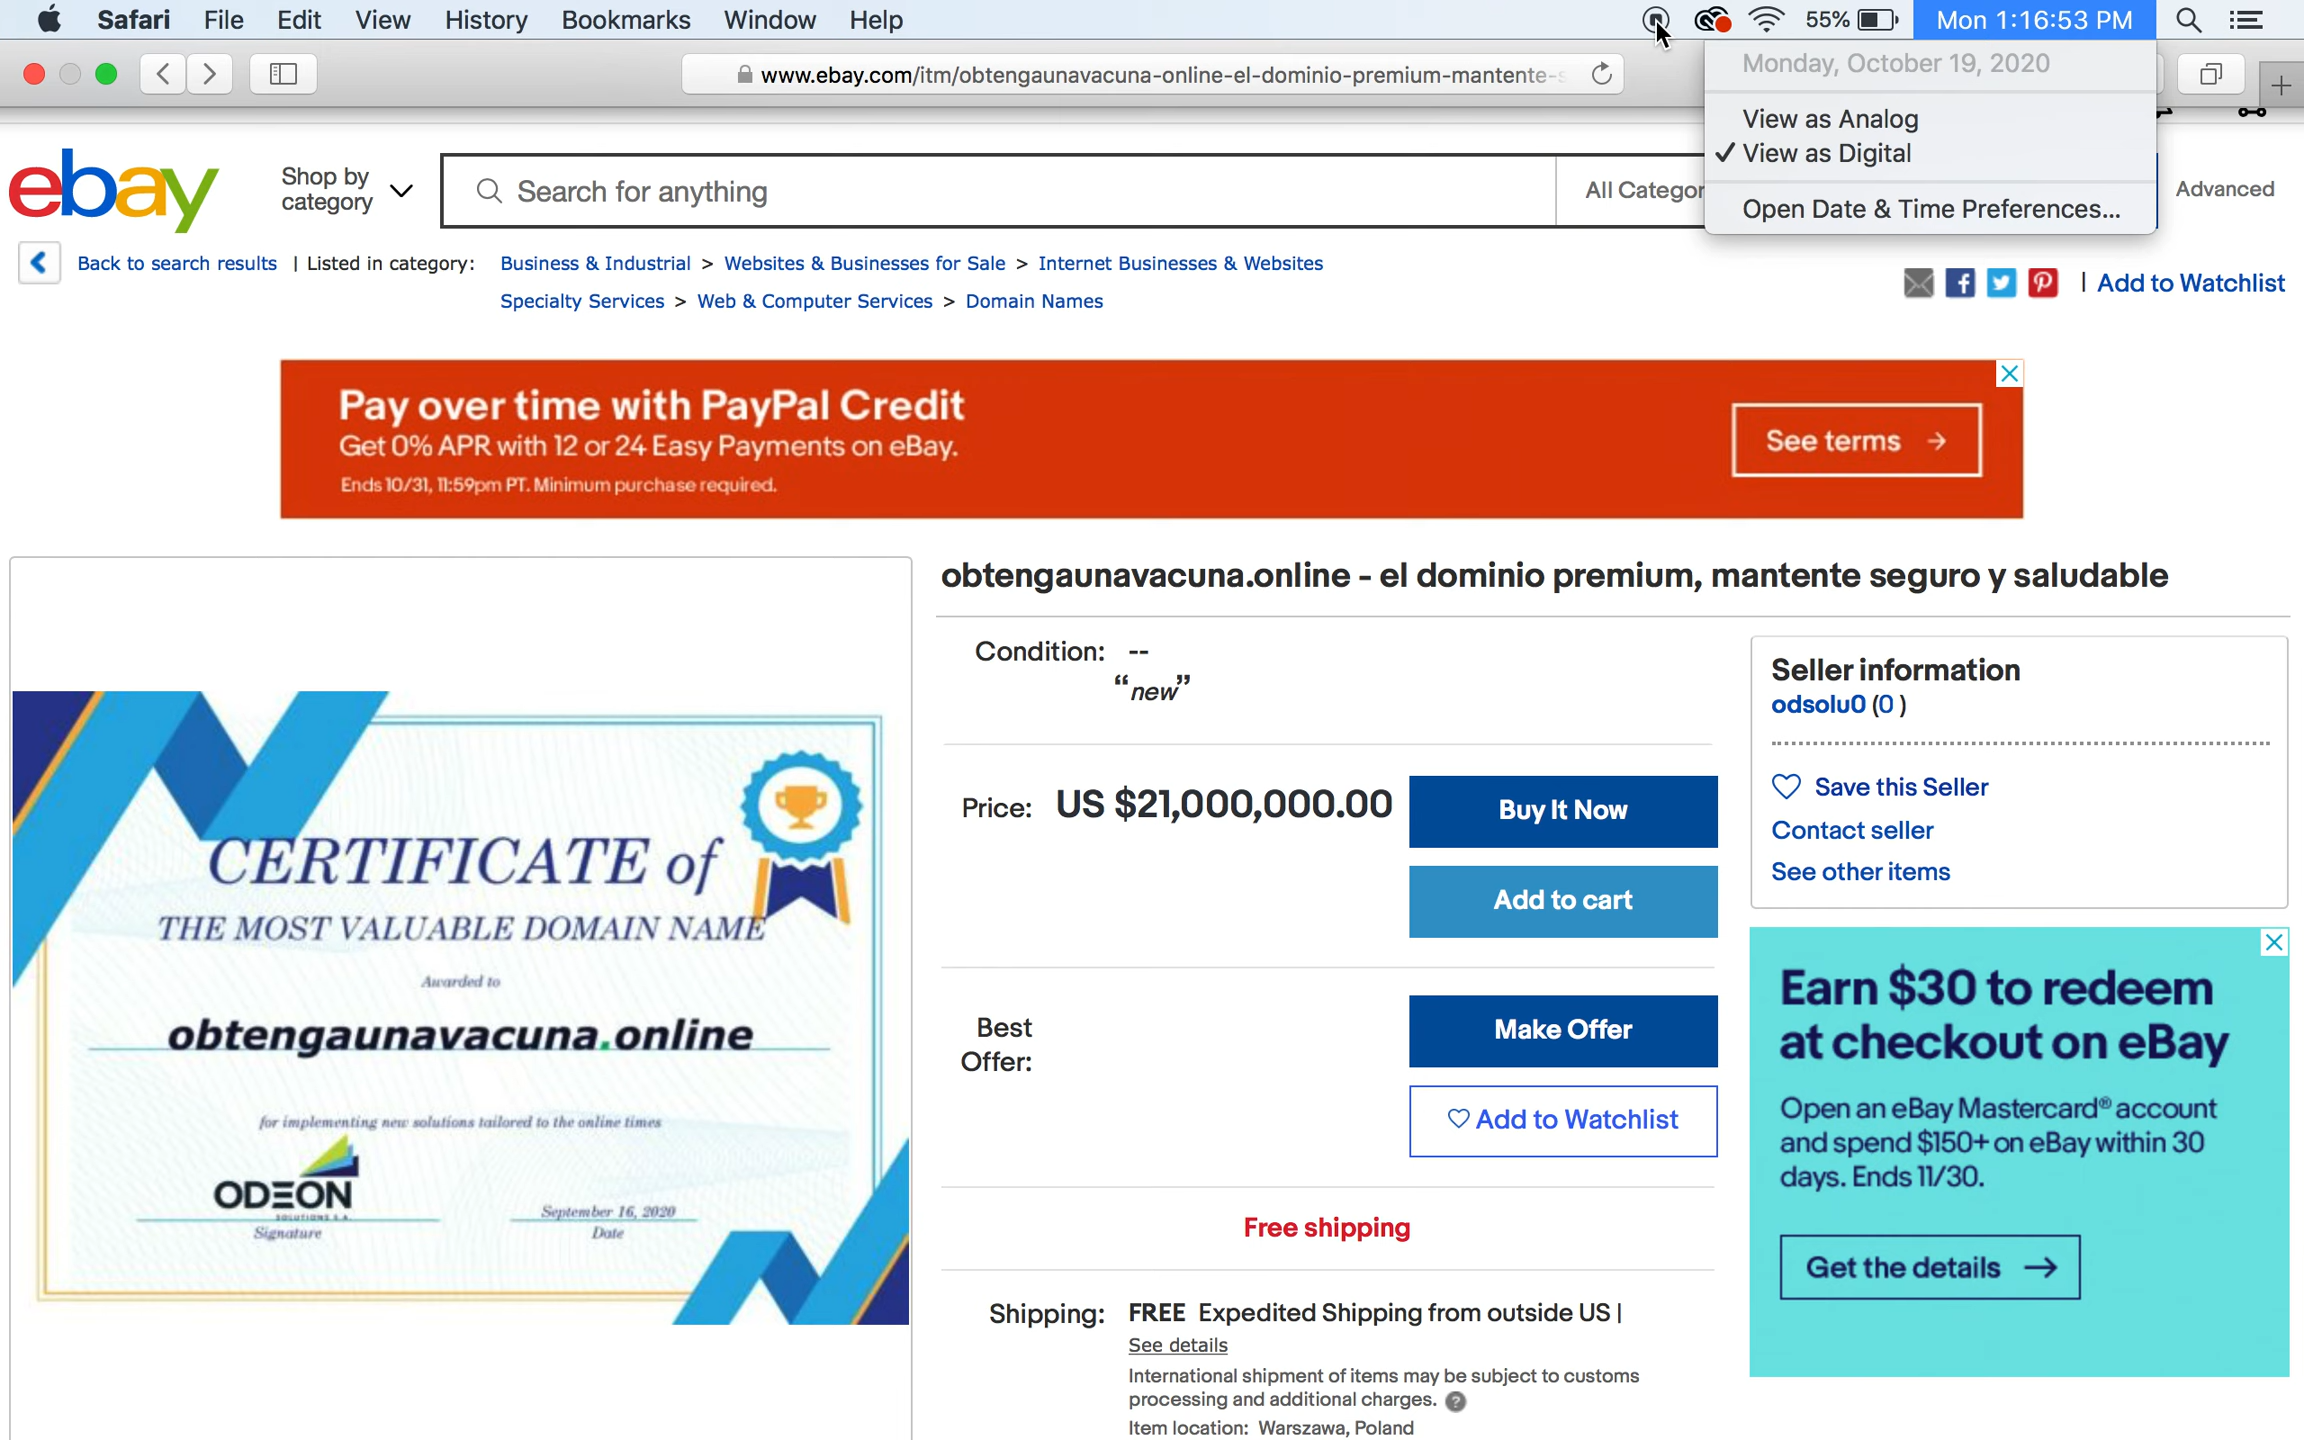 Safari File Edit View History Bookmarks Window Help 55% Mon 1:16:53 PM
www.ebay.com/itm/obtengaunavacuna-online-el-dominio-premium-mantente-s
Monday, October 19, 2020
View as Analog
✓ View as Digital
Open Date & Time Preferences...
ebay
Shop by
category
Search for anything
All Categor
Advanced
Back to search results | Listed in category: Business & Industrial > Websites & Businesses for Sale > Internet Businesses & Websites
Specialty Services > Web & Computer Services > Domain Names
| Add to Watchlist
Pay over time with PayPal Credit
Get 0% APR with 12 or 24 Easy Payments on eBay.
Ends 10/31, 11:59pm PT. Minimum purchase required.
See terms →
CERTIFICATE of
THE MOST VALUABLE DOMAIN NAME
Awarded to
obtengaunavacuna.online
for implementing new solutions tailored to the online times
ODEON
SOLUTIONS S.A.
Signature
September 16, 2020
Date
obtengaunavacuna.online - el dominio premium, mantente seguro y saludable
Condition: --
“new”
Price: US $21,000,000.00
Buy It Now
Add to cart
Best
Offer:
Make Offer
Add to Watchlist
Free shipping
Shipping: FREE Expedited Shipping from outside US |
See details
International shipment of items may be subject to customs
processing and additional charges. ?
Item location: Warszawa, Poland
Seller information
odsolu0 (0 )
Save this Seller
Contact seller
See other items
Earn $30 to redeem
at checkout on eBay
Open an eBay Mastercard® account
and spend $150+ on eBay within 30
days. Ends 11/30.
Get the details →